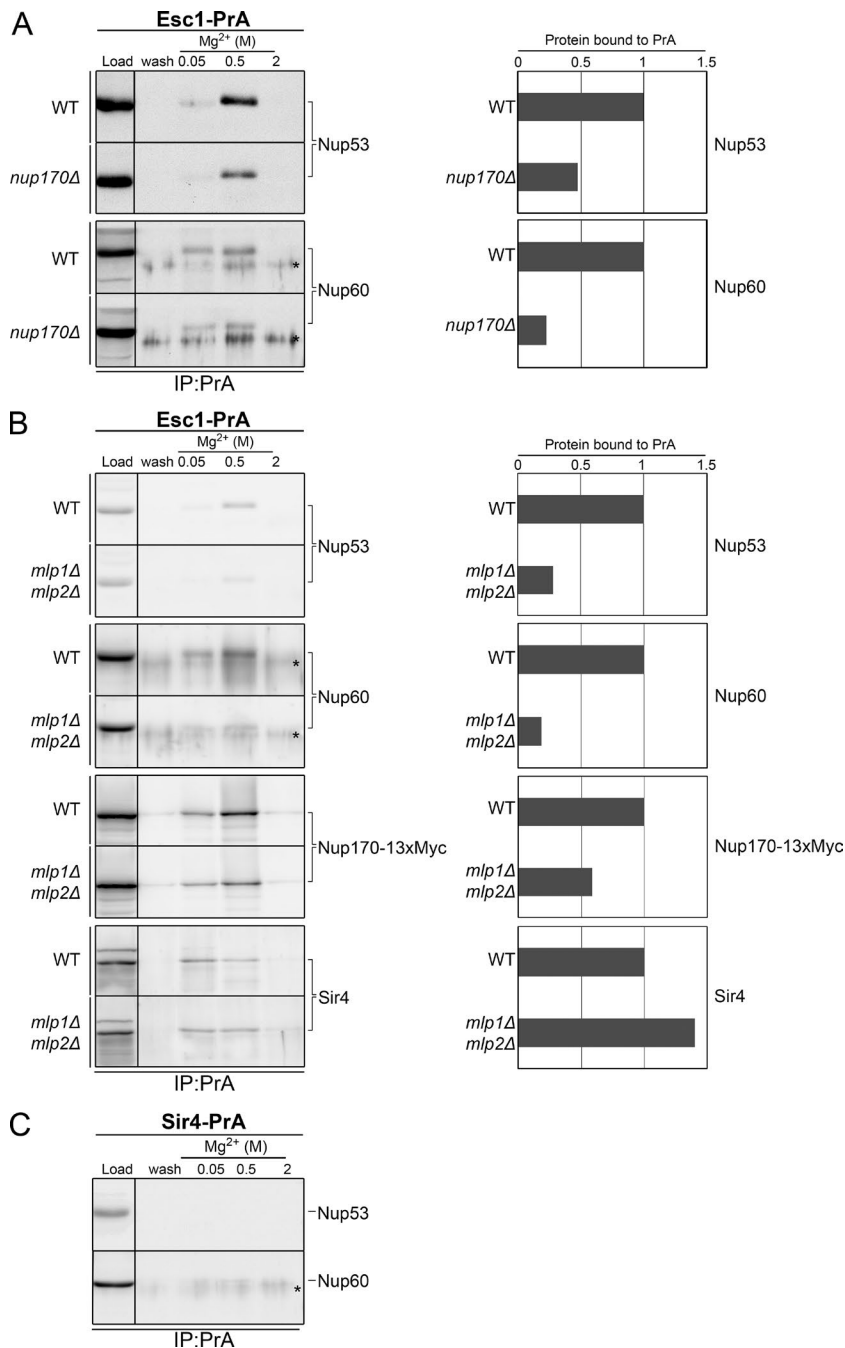 A
Esc1-PrA
Mg2+ (M)
Load wash 0.05 0.5 2
WT
Nup53
nup170Δ
WT
*
Nup60
nup170Δ
*
IP:PrA
Protein bound to PrA
0 0.5 1 1.5
WT
Nup53
nup170Δ
WT
Nup60
nup170Δ
B
Esc1-PrA
Mg2+ (M)
Load wash 0.05 0.5 2
WT
Nup53
mlp1Δ
mlp2Δ
WT
*
Nup60
mlp1Δ
mlp2Δ
*
WT
Nup170-13xMyc
mlp1Δ
mlp2Δ
WT
Sir4
mlp1Δ
mlp2Δ
IP:PrA
Protein bound to PrA
0 0.5 1 1.5
WT
Nup53
mlp1Δ
mlp2Δ
WT
Nup60
mlp1Δ
mlp2Δ
WT
Nup170-13xMyc
mlp1Δ
mlp2Δ
WT
Sir4
mlp1Δ
mlp2Δ
C
Sir4-PrA
Mg2+ (M)
Load wash 0.05 0.5 2
Nup53
Nup60
*
IP:PrA